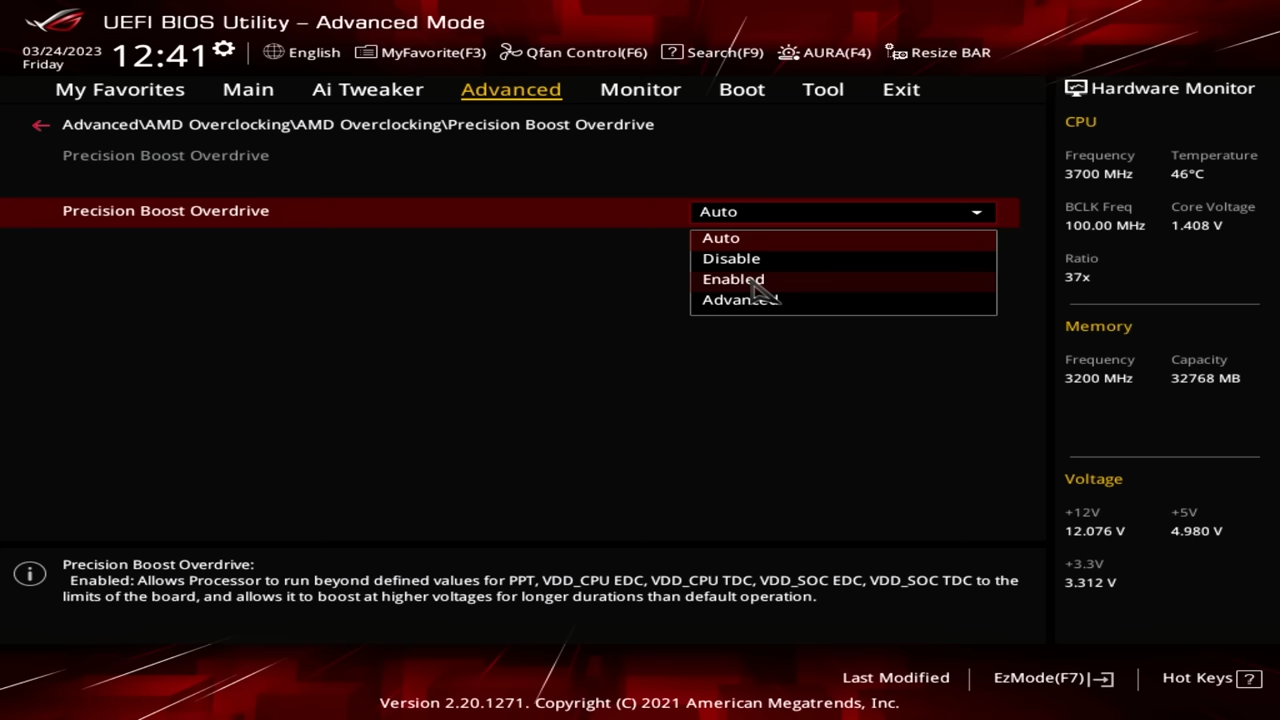 UEFI BIOS Utility – Advanced Mode
03/24/2023
Friday
12:41
English
MyFavorite(F3)
Qfan Control(F6)
? Search(F9)
AURA(F4)
Resize BAR
My Favorites
Main
Ai Tweaker
Advanced
Monitor
Boot
Tool
Exit
Advanced\AMD Overclocking\AMD Overclocking\Precision Boost Overdrive
Precision Boost Overdrive
Precision Boost Overdrive
Auto
Auto
Disable
Enabled
Advanced
Hardware Monitor
CPU
Frequency Temperature
3700 MHz 46°C
BCLK Freq Core Voltage
100.00 MHz 1.408 V
Ratio
37x
Memory
Frequency Capacity
3200 MHz 32768 MB
Voltage
+12V +5V
12.076 V 4.980 V
+3.3V
3.312 V
i
Precision Boost Overdrive:
Enabled: Allows Processor to run beyond defined values for PPT, VDD_CPU EDC, VDD_CPU TDC, VDD_SOC EDC, VDD_SOC TDC to the
limits of the board, and allows it to boost at higher voltages for longer durations than default operation.
Last Modified
EzMode(F7)
Hot Keys ?
Version 2.20.1271. Copyright (C) 2021 American Megatrends, Inc.